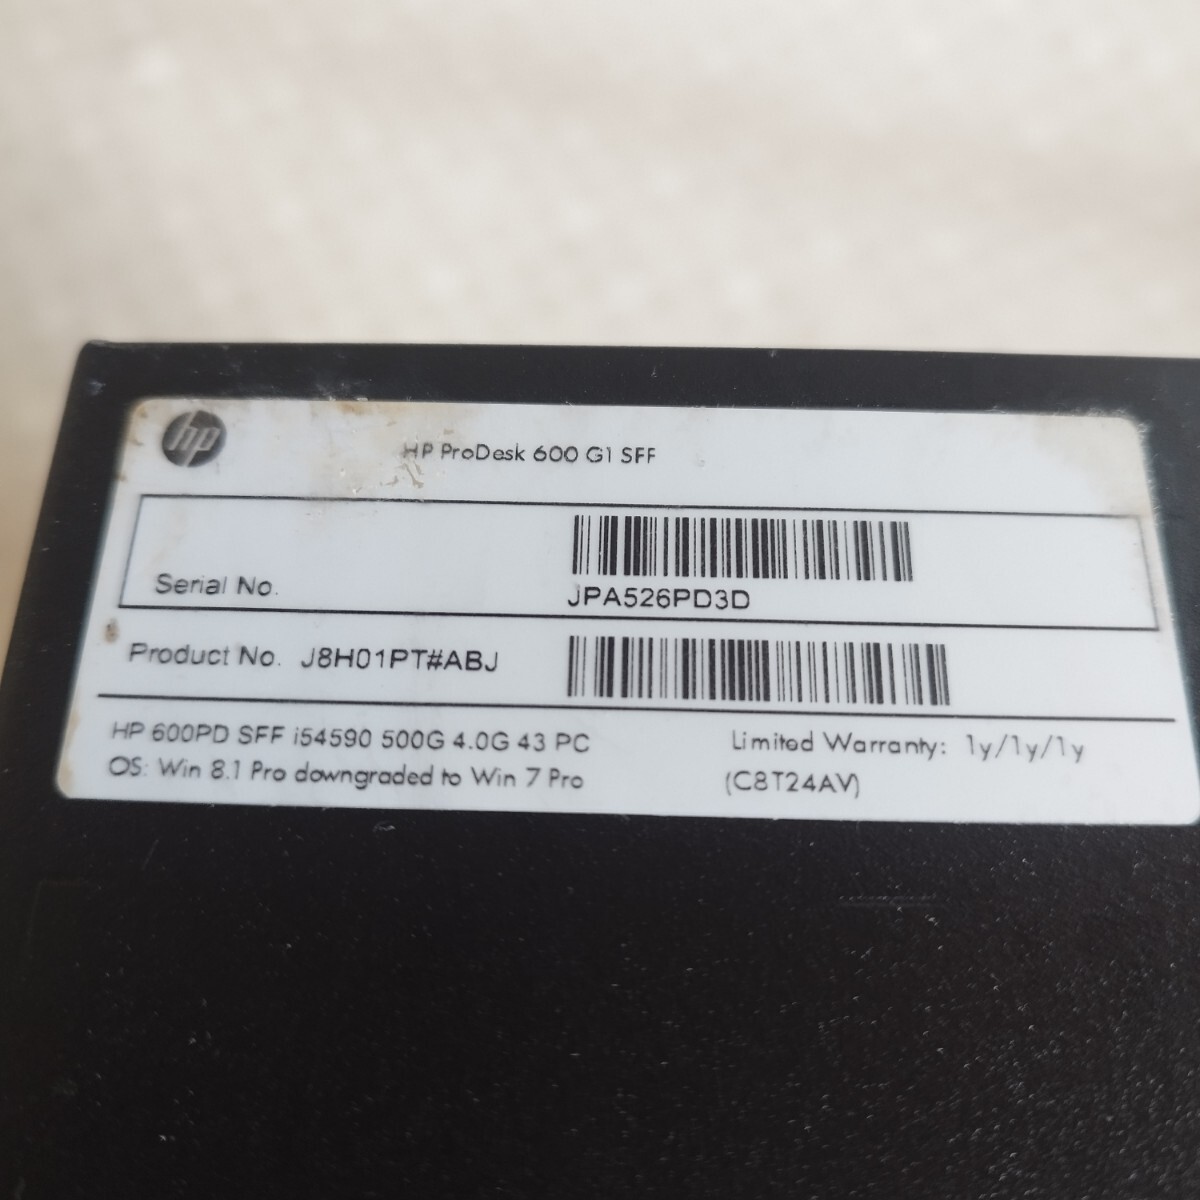 hp
HP ProDesk 600 G1 SFF
Serial No.
JPA526PD3D
Product No. J8H01PT#ABJ
HP 600PD SFF i54590 500G 4.0G 43 PC
OS: Win 8.1 Pro downgraded to Win 7 Pro
Limited Warranty: 1y/1y/1y
(C8T24AV)